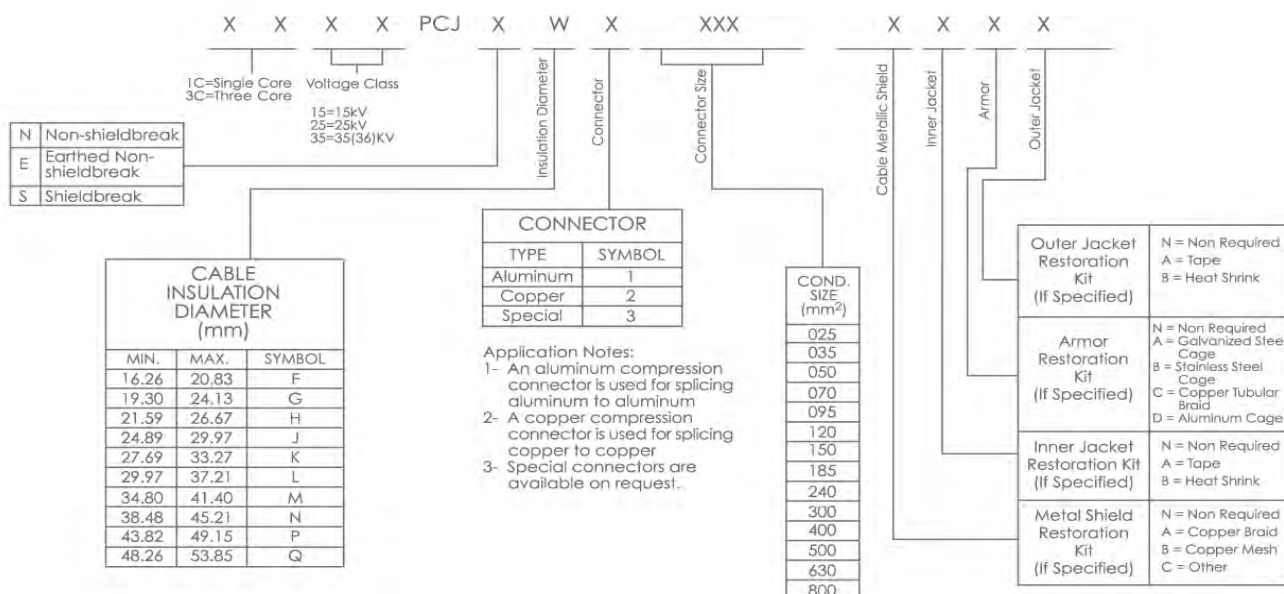 X X X X PCJ X W X XXX X X X X
1C=Single Core
3C=Three Core
Voltage Class
15=15kV
25=25kV
35=35(36)KV
Insulation Diameter
Connector
Connector Size
Cable Metallic Shield
Inner Jacket
Armor
Outer Jacket
N Non-shieldbreak
E Earthed Non-
shieldbreak
S Shieldbreak
CABLE
INSULATION
DIAMETER
(mm)
MIN. MAX. SYMBOL
16.26 20.83 F
19.30 24.13 G
21.59 26.67 H
24.89 29.97 J
27.69 33.27 K
29.97 37.21 L
34.80 41.40 M
38.48 45.21 N
43.82 49.15 P
48.26 53.85 Q
CONNECTOR
TYPE SYMBOL
Aluminum 1
Copper 2
Special 3
Application Notes:
1- An aluminum compression
connector is used for splicing
aluminum to aluminum
2- A copper compression
connector is used for splicing
copper to copper
3- Special connectors are
available on request.
COND.
SIZE
(mm²)
025
035
050
070
095
120
150
185
240
300
400
500
630
800
Outer Jacket
Restoration
Kit
(If Specified)
N = Non Required
A = Tape
B = Heat Shrink
Armor
Restoration
Kit
(If Specified)
N = Non Required
A = Galvanized Stee
Cage
B = Stainless Steel
Cage
C = Copper Tubular
Braid
D = Aluminum Cage
Inner Jacket
Restoration Kit
(If Specified)
N = Non Required
A = Tape
B = Heat Shrink
Metal Shield
Restoration
Kit
(If Specified)
N = Non Required
A = Copper Braid
B = Copper Mesh
C = Other